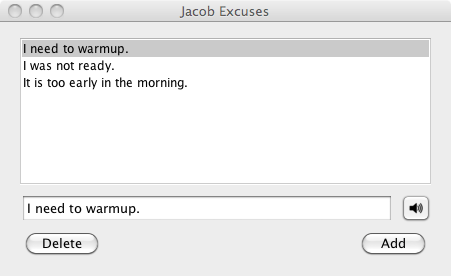 Jacob Excuses
I need to warmup.
I was not ready.
It is too early in the morning.
I need to warmup.
Delete
Add